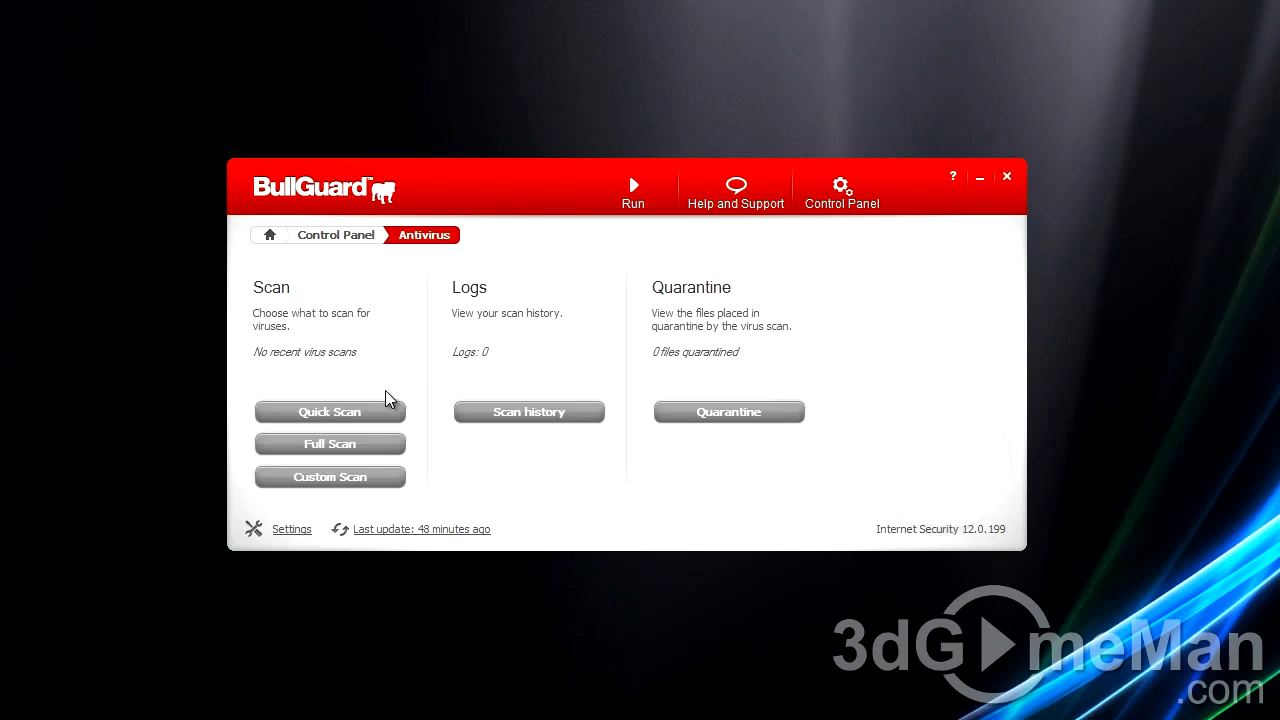 BullGuard™
Run
Help and Support
Control Panel
?
Control Panel
Antivirus
Scan
Choose what to scan for
viruses.
No recent virus scans
Quick Scan
Full Scan
Custom Scan
Logs
View your scan history.
Logs: 0
Scan history
Quarantine
View the files placed in
quarantine by the virus scan.
0 files quarantined
Quarantine
Settings
Last update: 48 minutes ago
Internet Security 12.0.199
3dGameMan
.com